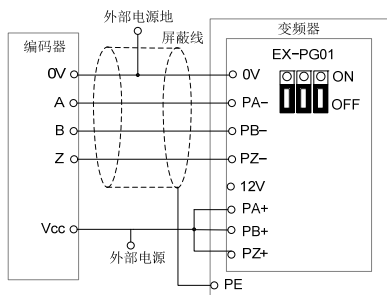 外部电源地
变频器
编码器
屏蔽线
EX-PG01
0V
0V
ON
A
PA-
OFF
B
PB-
Z
PZ-
12V
PA+
Vcc
PB+
外部电源
PZ+
PE